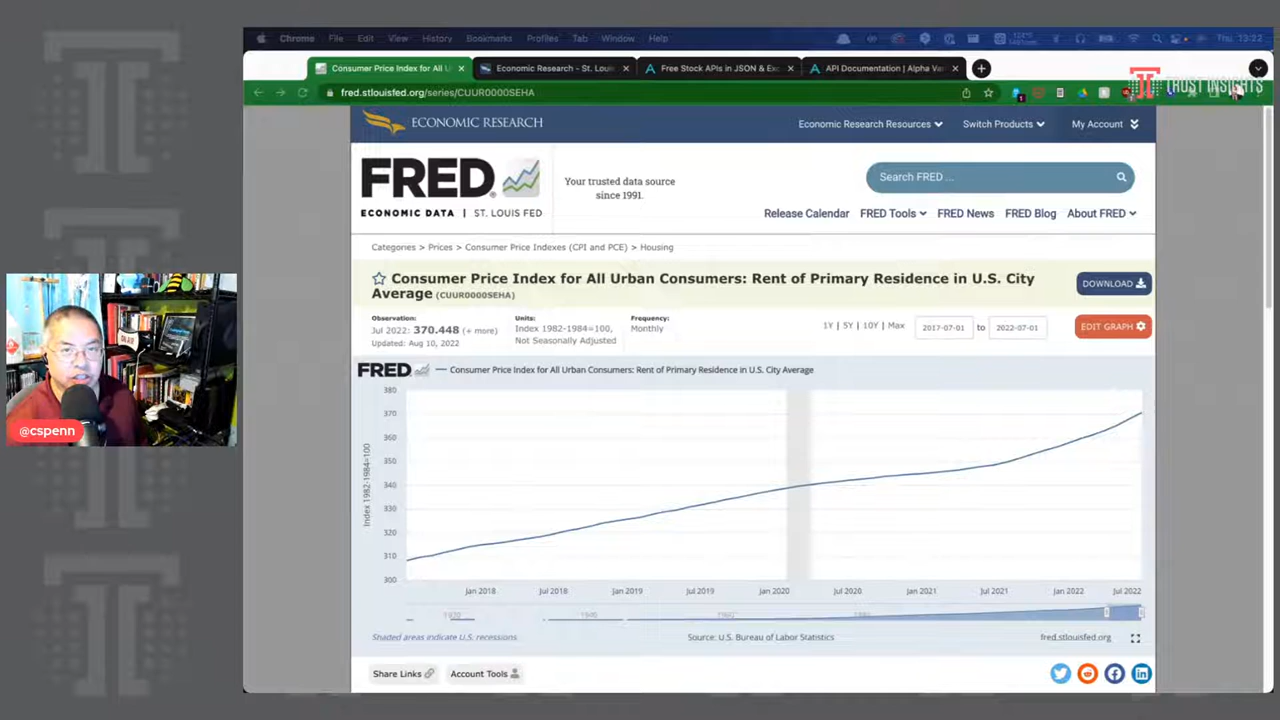 Chrome File Edit View History Bookmarks Profiles Tab Window Help Thu 13:22
Consumer Price Index for All U
Economic Research - St. Loui
Free Stock APIs in JSON & Exc
API Documentation | Alpha Va
TRUST INSIGHTS
fred.stlouisfed.org/series/CUUR0000SEHA
ECONOMIC RESEARCH
Economic Research Resources Switch Products My Account
FRED
ECONOMIC DATA | ST. LOUIS FED
Your trusted data source
since 1991.
Search FRED ...
Release Calendar FRED Tools FRED News FRED Blog About FRED
Categories > Prices > Consumer Price Indexes (CPI and PCE) > Housing
Consumer Price Index for All Urban Consumers: Rent of Primary Residence in U.S. City
Average (CUUR0000SEHA)
DOWNLOAD
Observation:
Jul 2022: 370.448 (+ more)
Updated: Aug 10, 2022
Units:
Index 1982-1984=100,
Not Seasonally Adjusted
Frequency:
Monthly
1Y | 5Y | 10Y | Max
2017-07-01 to 2022-07-01
EDIT GRAPH
FRED
Consumer Price Index for All Urban Consumers: Rent of Primary Residence in U.S. City Average
Index 1982-1984=100
380
370
360
350
340
330
320
310
300
Jan 2018 Jul 2018 Jan 2019 Jul 2019 Jan 2020 Jul 2020 Jan 2021 Jul 2021 Jan 2022 Jul 2022
Shaded areas indicate U.S. recessions
Source: U.S. Bureau of Labor Statistics
fred.stlouisfed.org
Share Links
Account Tools
@cspenn